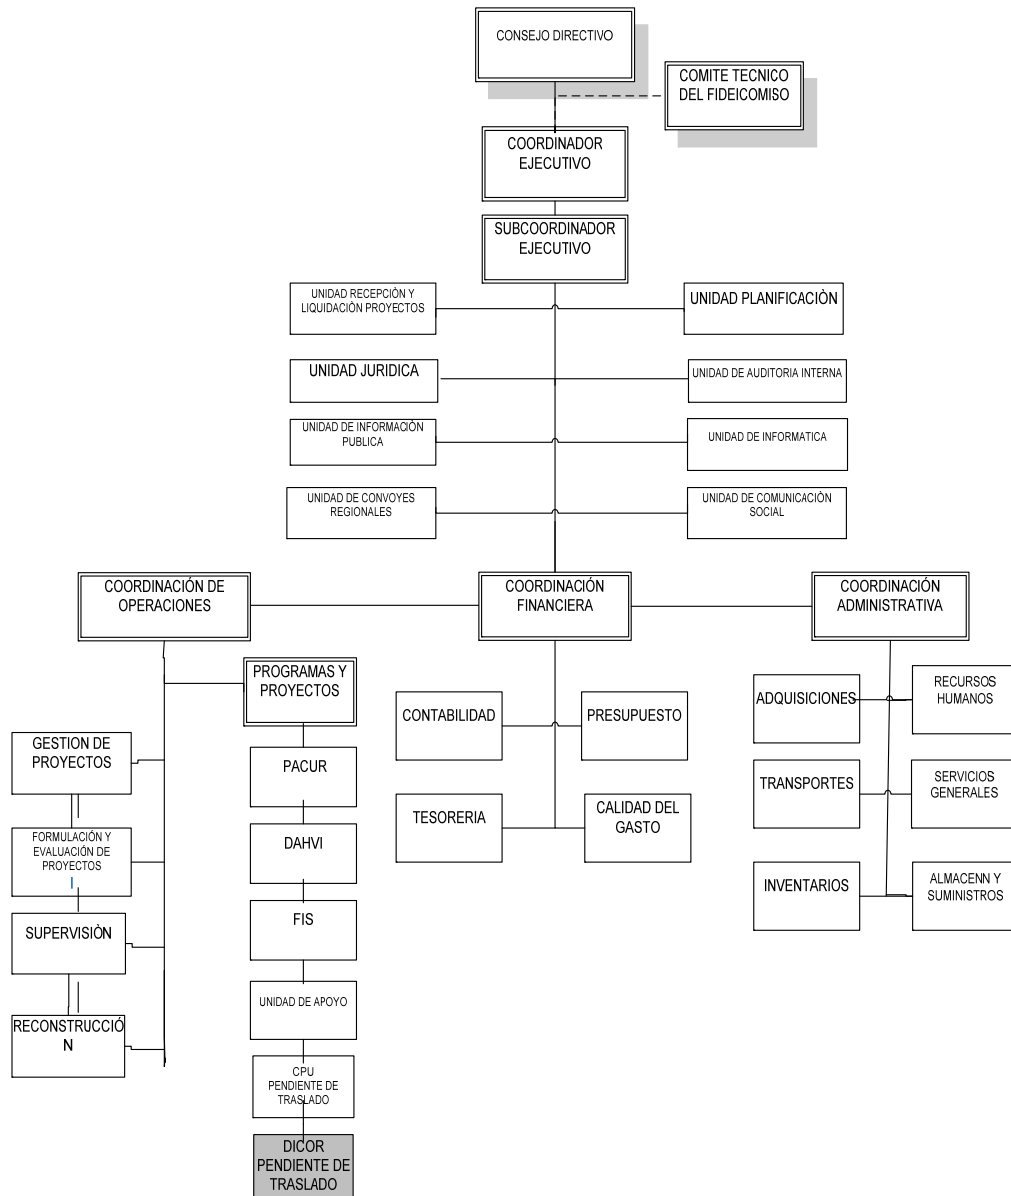 CONSEJO DIRECTIVO
COMITE TECNICO
DEL FIDEICOMISO
COORDINADOR
EJECUTIVO
SUBCOORDINADOR
EJECUTIVO
UNIDAD RECEPCIÒN Y
LIQUIDACIÒN PROYECTOS
UNIDAD PLANIFICACIÒN
UNIDAD JURIDICA
UNIDAD DE AUDITORIA INTERNA
UNIDAD DE INFORMACIÒN
PUBLICA
UNIDAD DE INFORMATICA
UNIDAD DE CONVOYES
REGIONALES
UNIDAD DE COMUNICACIÒN
SOCIAL
COORDINACIÓN DE
OPERACIONES
COORDINACIÓN
FINANCIERA
COORDINACIÓN
ADMINISTRATIVA
GESTION DE
PROYECTOS
FORMULACIÓN Y
EVALUACIÓN DE
PROYECTOS
SUPERVISIÒN
RECONSTRUCCIÓ
N
PROGRAMAS Y
PROYECTOS
PACUR
DAHVI
FIS
UNIDAD DE APOYO
CPU
PENDIENTE DE
TRASLADO
DICOR
PENDIENTE DE
TRASLADO
CONTABILIDAD
PRESUPUESTO
TESORERIA
CALIDAD DEL
GASTO
ADQUISICIONES
RECURSOS
HUMANOS
TRANSPORTES
SERVICIOS
GENERALES
INVENTARIOS
ALMACENN Y
SUMINISTROS